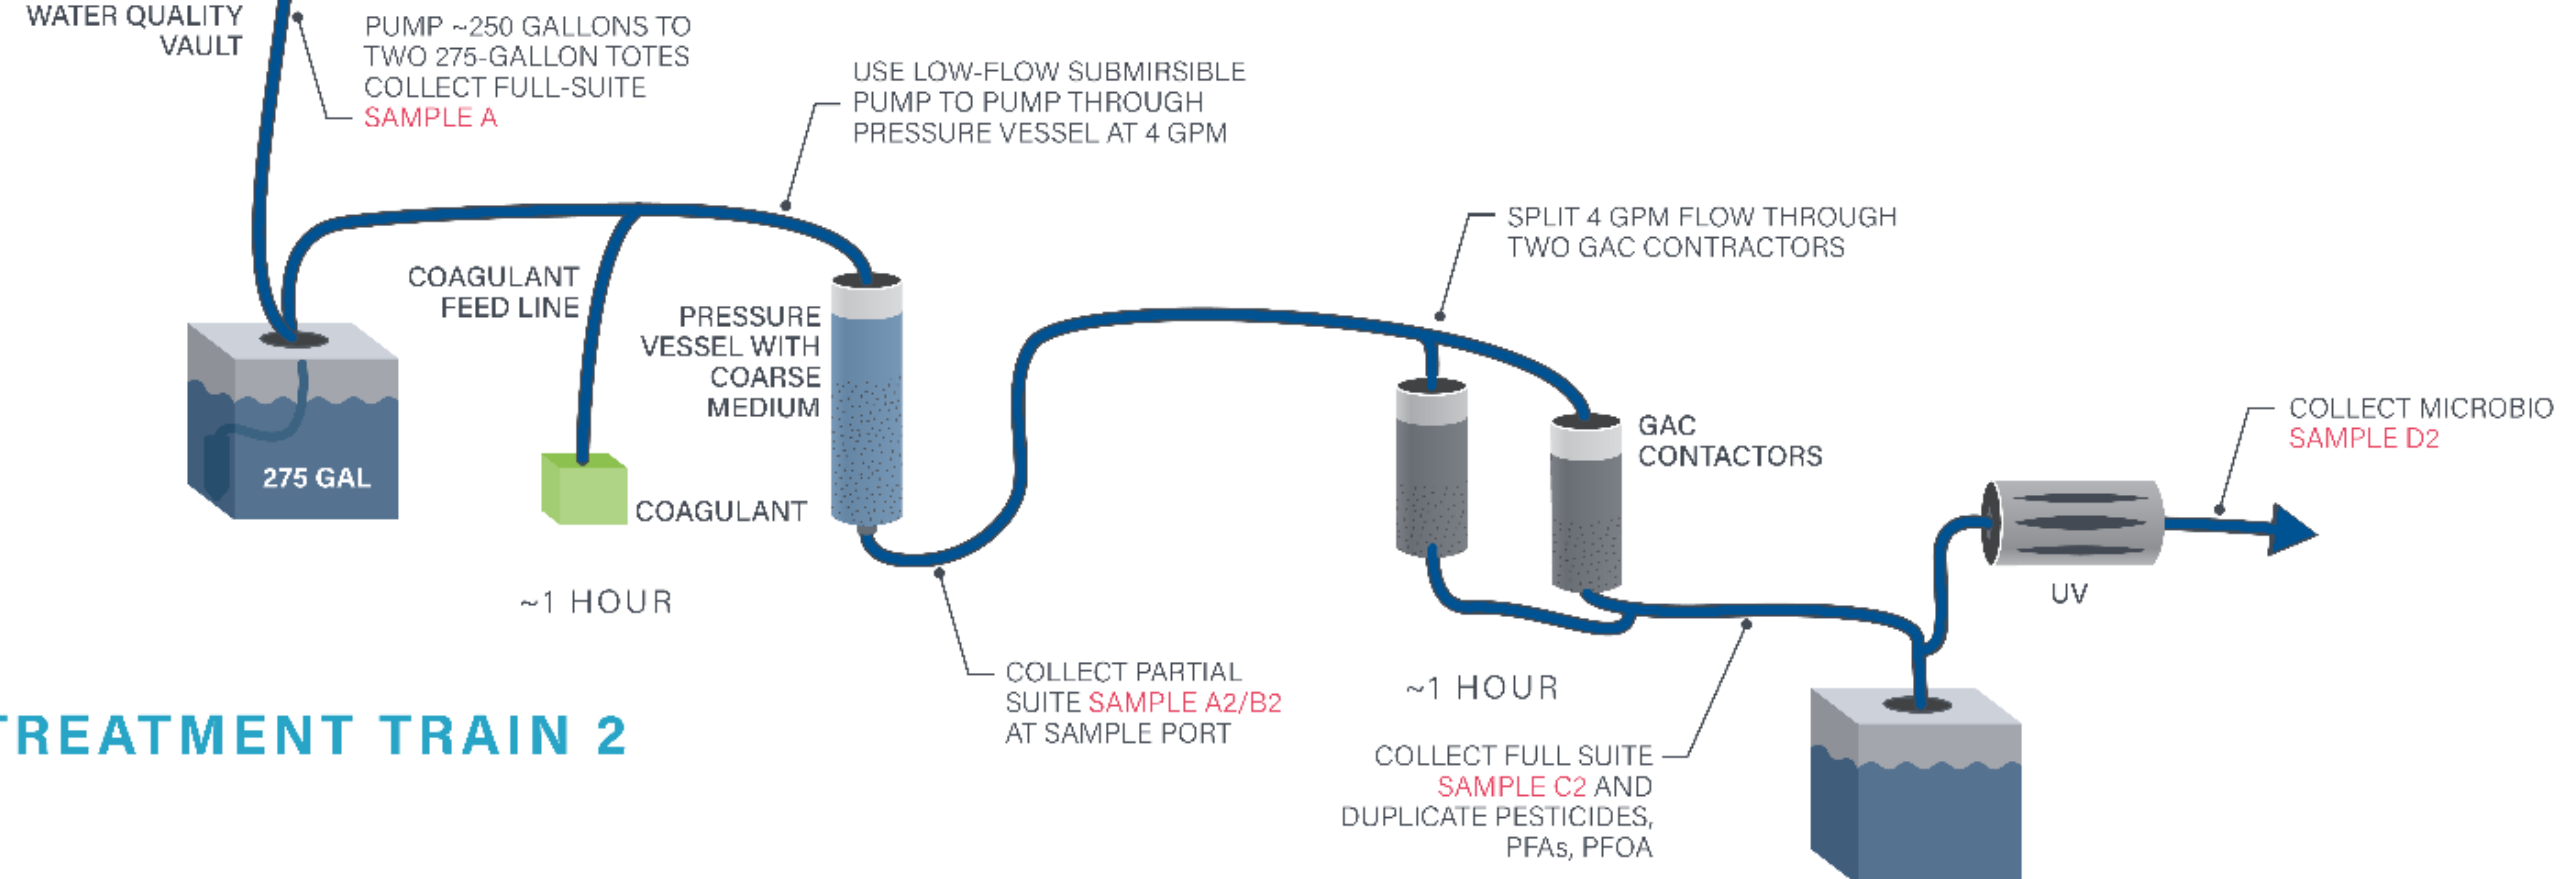 WATER QUALITY
VAULT
PUMP ~250 GALLONS TO
TWO 275-GALLON TOTES
COLLECT FULL-SUITE
SAMPLE A
USE LOW-FLOW SUBMIRSIBLE
PUMP TO PUMP THROUGH
PRESSURE VESSEL AT 4 GPM
SPLIT 4 GPM FLOW THROUGH
TWO GAC CONTRACTORS
COAGULANT
FEED LINE
PRESSURE
VESSEL WITH
COARSE
MEDIUM
275 GAL
COAGULANT
GAC
CONTACTORS
COLLECT MICROBIO
SAMPLE D2
UV
~1 HOUR
COLLECT PARTIAL
SUITE SAMPLE A2/B2
AT SAMPLE PORT
~1 HOUR
COLLECT FULL SUITE
SAMPLE C2 AND
DUPLICATE PESTICIDES,
PFAs, PFOA
TREATMENT TRAIN 2